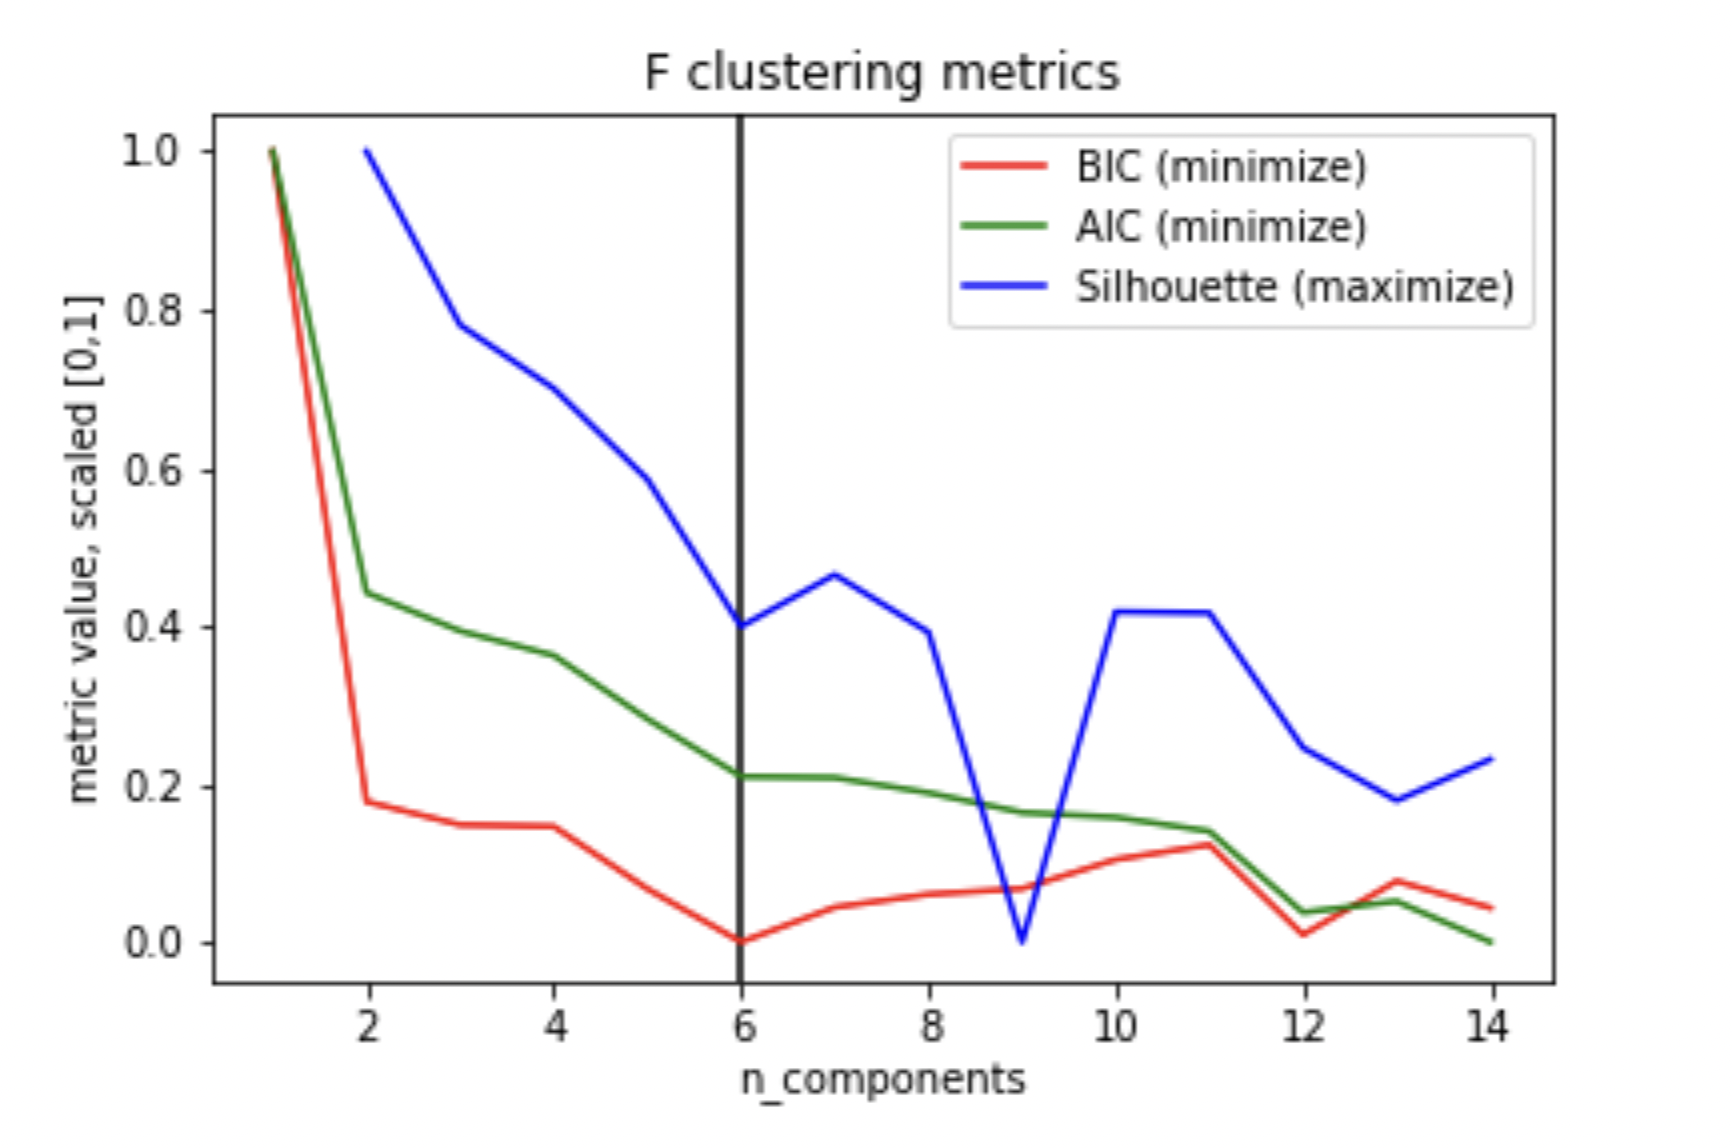 F clustering metrics
BIC (minimize)
AIC (minimize)
Silhouette (maximize)
metric value, scaled [0,1]
1.0
0.8
0.6
0.4
0.2
0.0
2 4 6 8 10 12 14
n_components